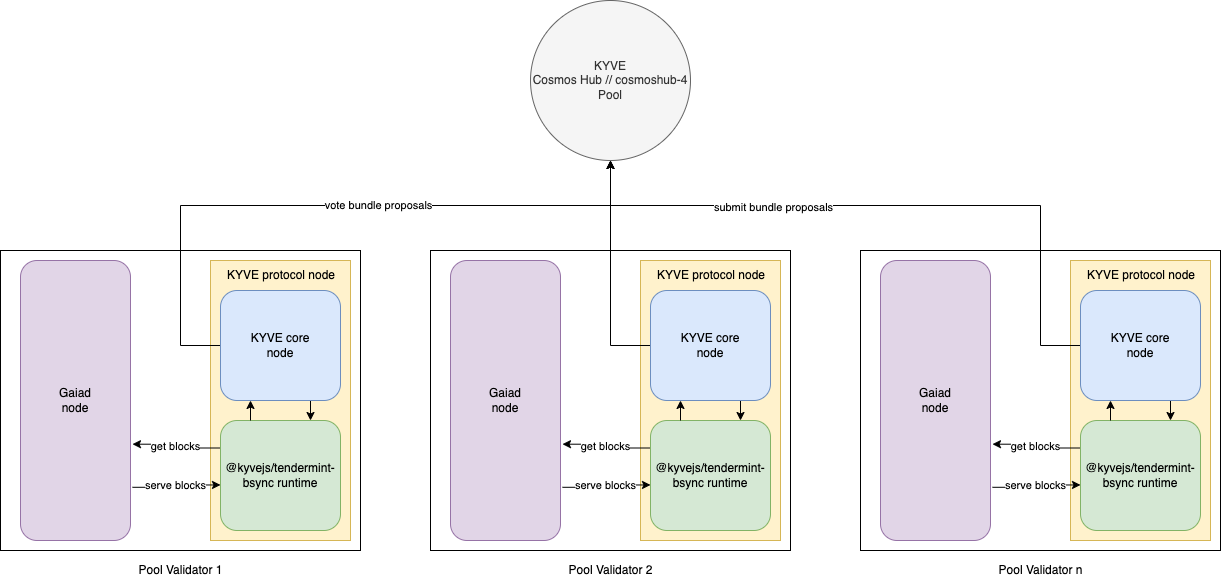 KYVE
Cosmos Hub // cosmoshub-4
Pool
vote bundle proposals
submit bundle proposals
KYVE protocol node
KYVE core
node
Gaiad
node
get blocks
@kyvejs/tendermint-
bsync runtime
serve blocks
Pool Validator 1
KYVE protocol node
KYVE core
node
Gaiad
node
get blocks
@kyvejs/tendermint-
bsync runtime
serve blocks
Pool Validator 2
KYVE protocol node
KYVE core
node
Gaiad
node
get blocks
@kyvejs/tendermint-
bsync runtime
serve blocks
Pool Validator n